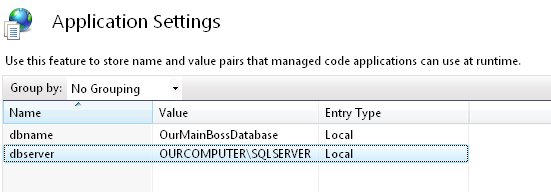 Application Settings
Use this feature to store name and value pairs that managed code applications can use at runtime.
Group by: No Grouping
Name Value Entry Type
dbname OurMainBossDatabase Local
dbserver OURCOMPUTER\SQLSERVER Local